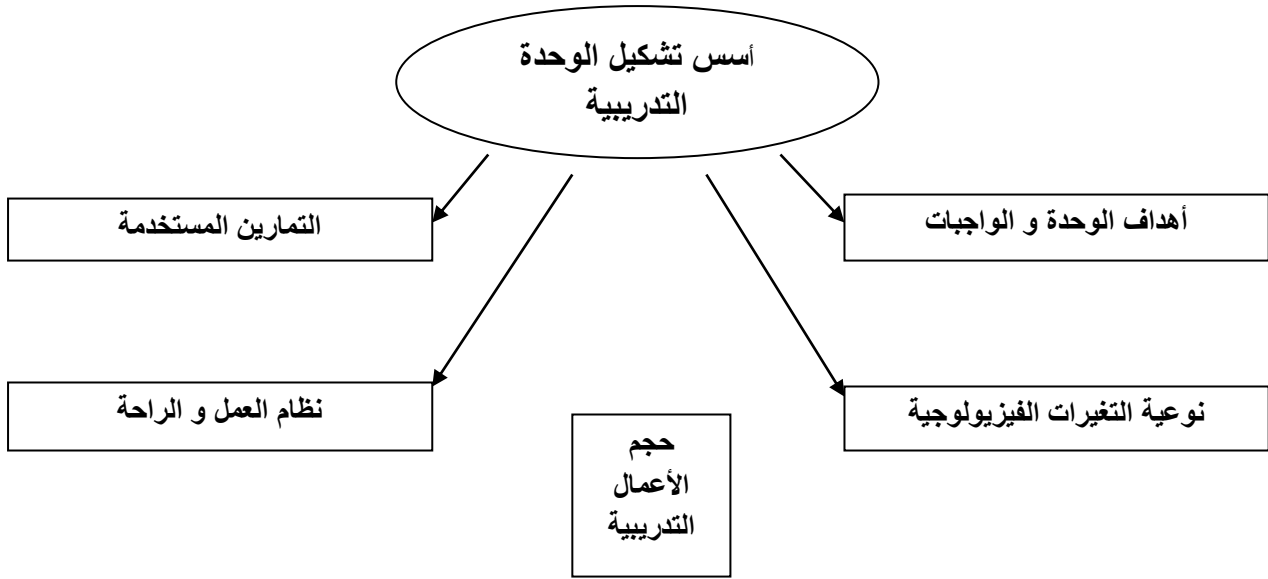 أسس تشكيل الوحدة
التدريبية
أهداف الوحدة و الواجبات
التمارين المستخدمة
نوعية التغيرات الفيزيولوجية
نظام العمل و الراحة
حجم
الأعمال
التدريبية